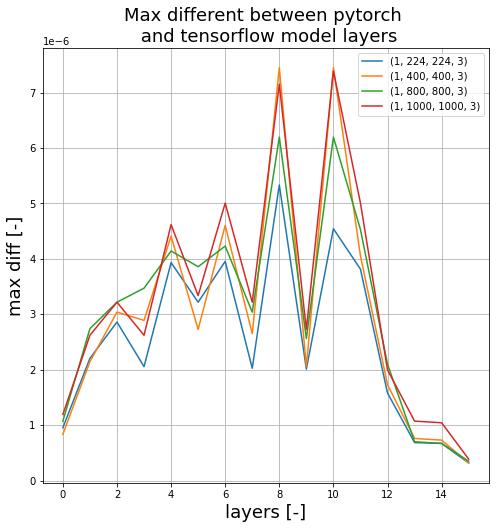 Max different between pytorch
and tensorflow model layers
1e−6
(1, 224, 224, 3)
(1, 400, 400, 3)
(1, 800, 800, 3)
(1, 1000, 1000, 3)
7
6
5
4
3
2
1
0
max diff [-]
0 2 4 6 8 10 12 14
layers [-]